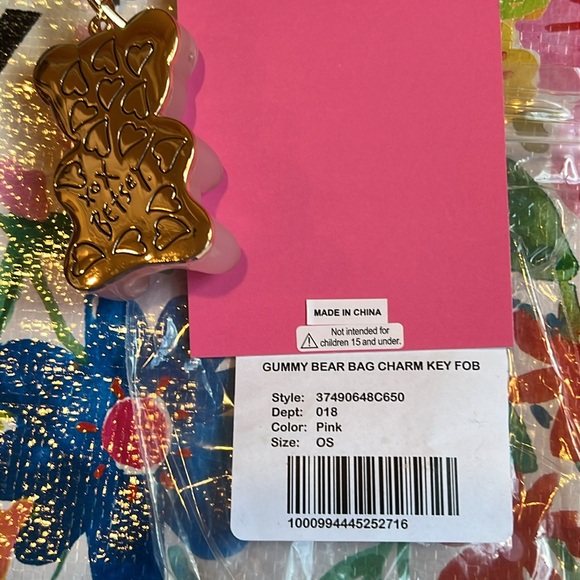 xox
Betsey
MADE IN CHINA
Not intended for
children 15 and under.
GUMMY BEAR BAG CHARM KEY FOB
Style: 37490648C650
Dept: 018
Color: Pink
Size: OS
1000994445252716